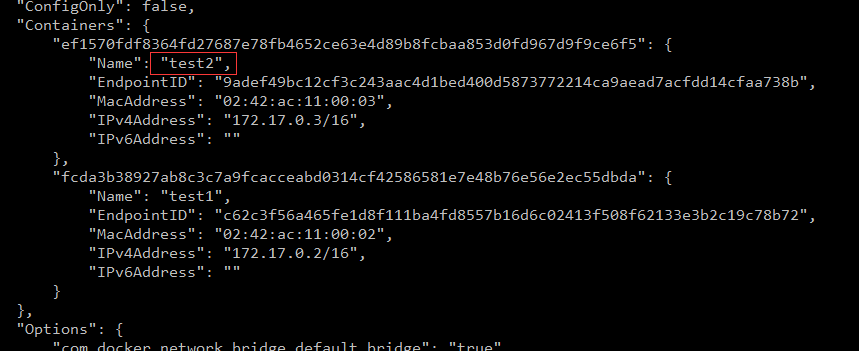 "ConfigOnly": false,
"Containers": {
"ef1570fdf8364fd27687e78fb4652ce63e4d89b8fcbaa853d0fd967d9f9ce6f5": {
"Name": "test2",
"EndpointID": "9adef49bc12cf3c243aac4d1bed400d5873772214ca9aead7acfdd14cfaa738b",
"MacAddress": "02:42:ac:11:00:03",
"IPv4Address": "172.17.0.3/16",
"IPv6Address": ""
},
"fcda3b38927ab8c3c7a9fcacceabd0314cf42586581e7e48b76e56e2ec55dbda": {
"Name": "test1",
"EndpointID": "c62c3f56a465fe1d8f111ba4fd8557b16d6c02413f508f62133e3b2c19c78b72",
"MacAddress": "02:42:ac:11:00:02",
"IPv4Address": "172.17.0.2/16",
"IPv6Address": ""
}
},
"Options": {
"com.docker.network.bridge.default_bridge": "true"